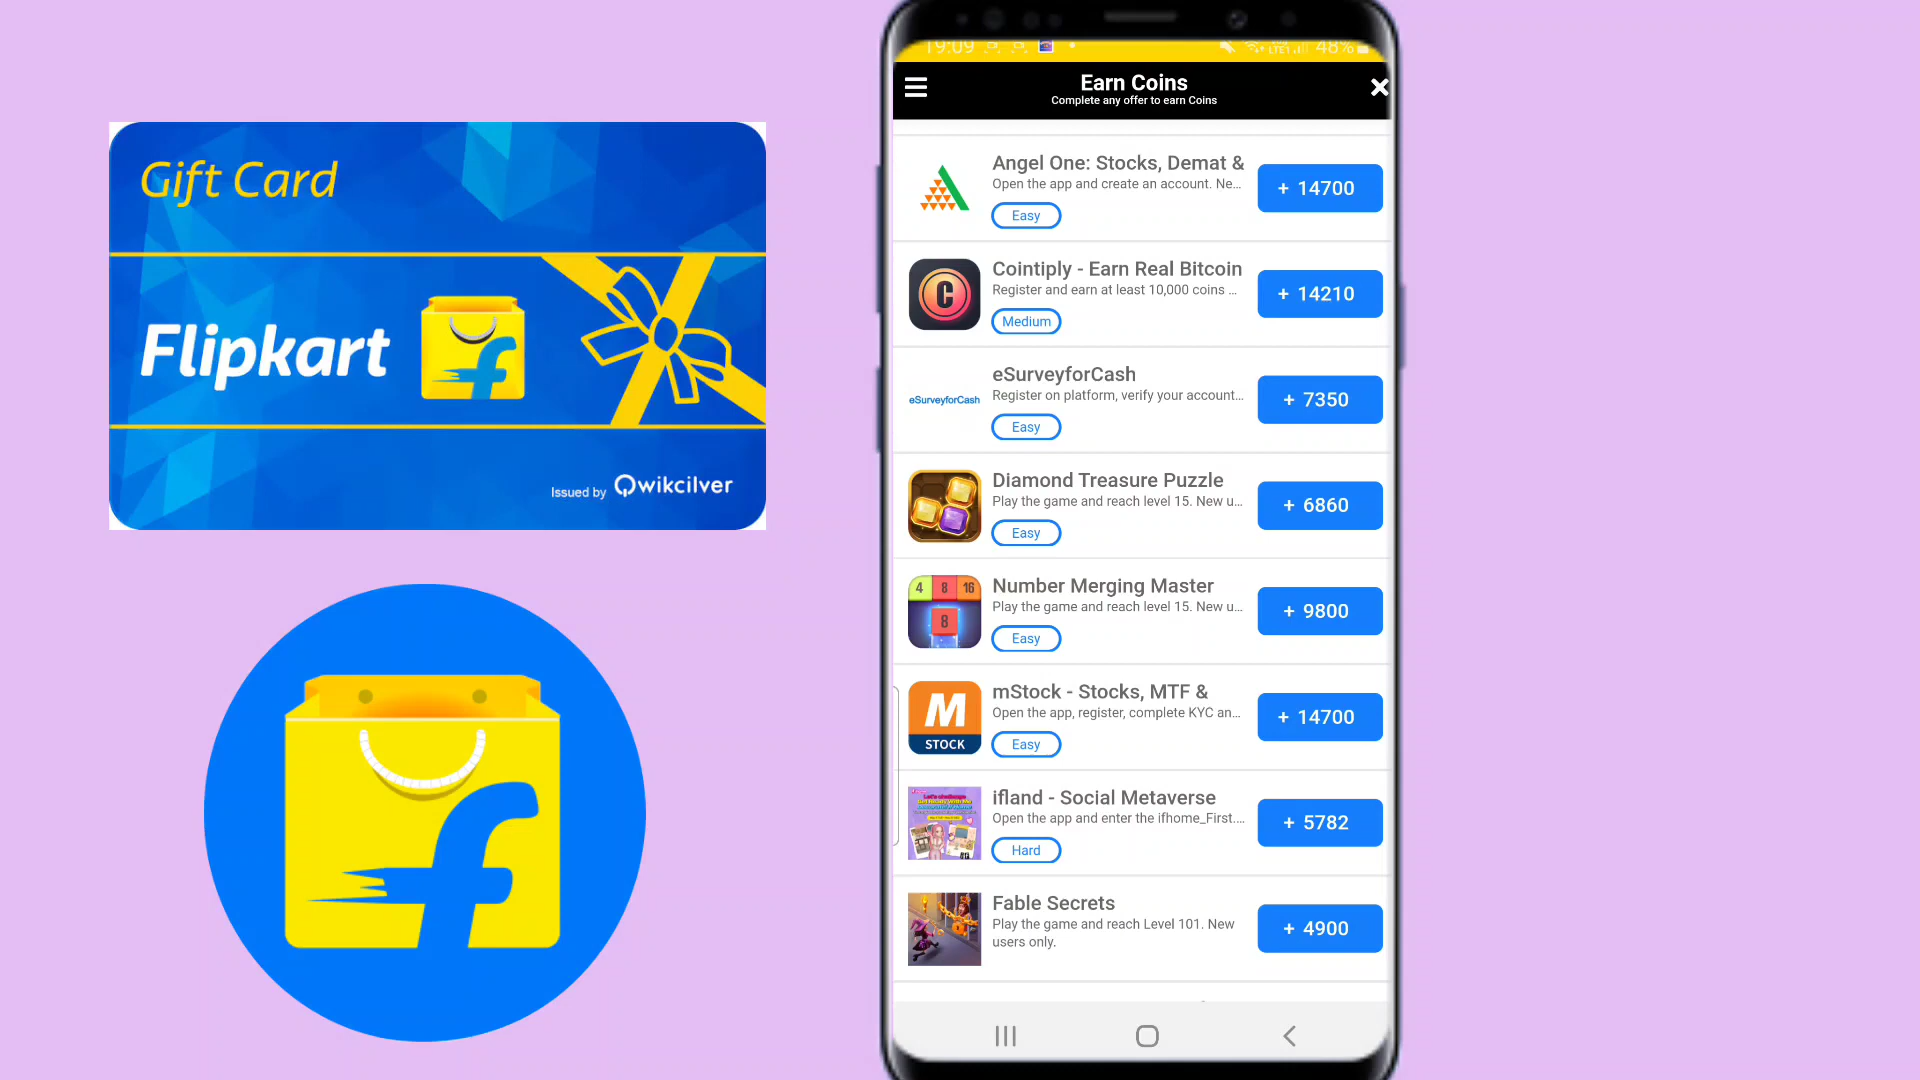 Gift Card
Flipkart
Issued by Qwikcilver
19:09
48%
Earn Coins
Complete any offer to earn Coins
Angel One: Stocks, Demat &
Open the app and create an account. Ne...
Easy
+ 14700
C
Cointiply - Earn Real Bitcoin
Register and earn at least 10,000 coins ...
Medium
+ 14210
eSurveyforCash
eSurveyforCash
Register on platform, verify your account...
Easy
+ 7350
Diamond Treasure Puzzle
Play the game and reach level 15. New u...
Easy
+ 6860
4 8 16
8
Number Merging Master
Play the game and reach level 15. New u...
Easy
+ 9800
M
STOCK
mStock - Stocks, MTF &
Open the app, register, complete KYC an...
Easy
+ 14700
ifland - Social Metaverse
Open the app and enter the ifhome_First....
Hard
+ 5782
Fable Secrets
Play the game and reach Level 101. New
users only.
+ 4900